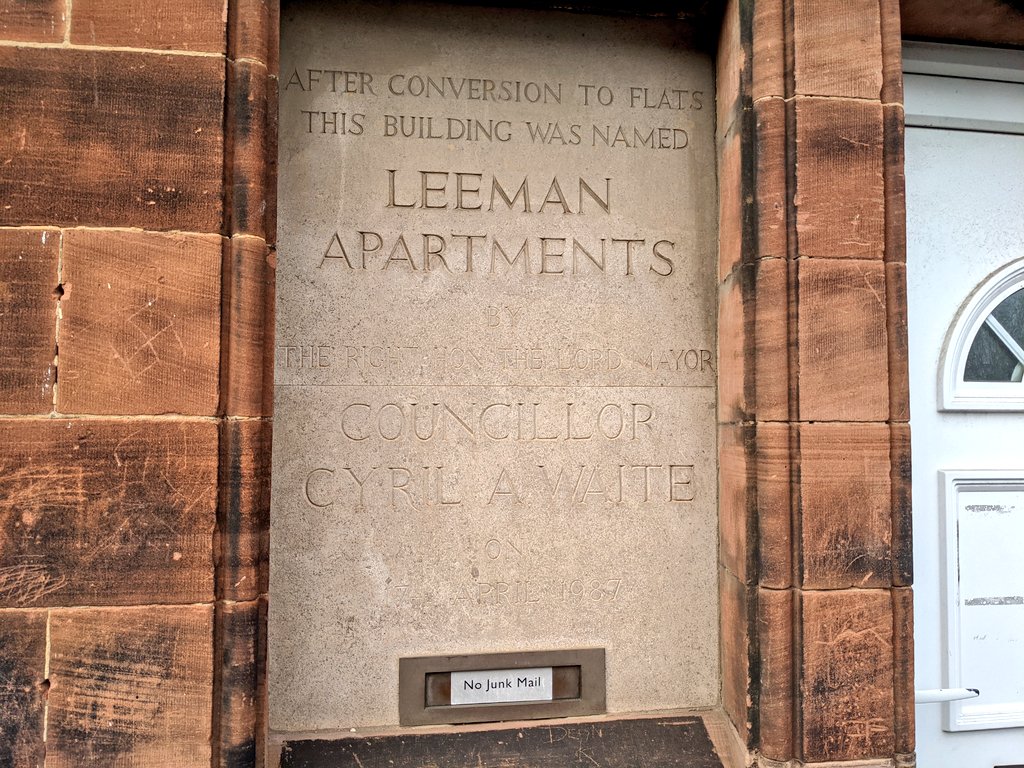 AFTER CONVERSION TO FLATS
THIS BUILDING WAS NAMED
LEEMAN
APARTMENTS
BY
THE RIGHT HON THE LORD MAYOR
COUNCILLOR
CYRIL A WAITE
ON
7 APRIL 1987
No Junk Mail